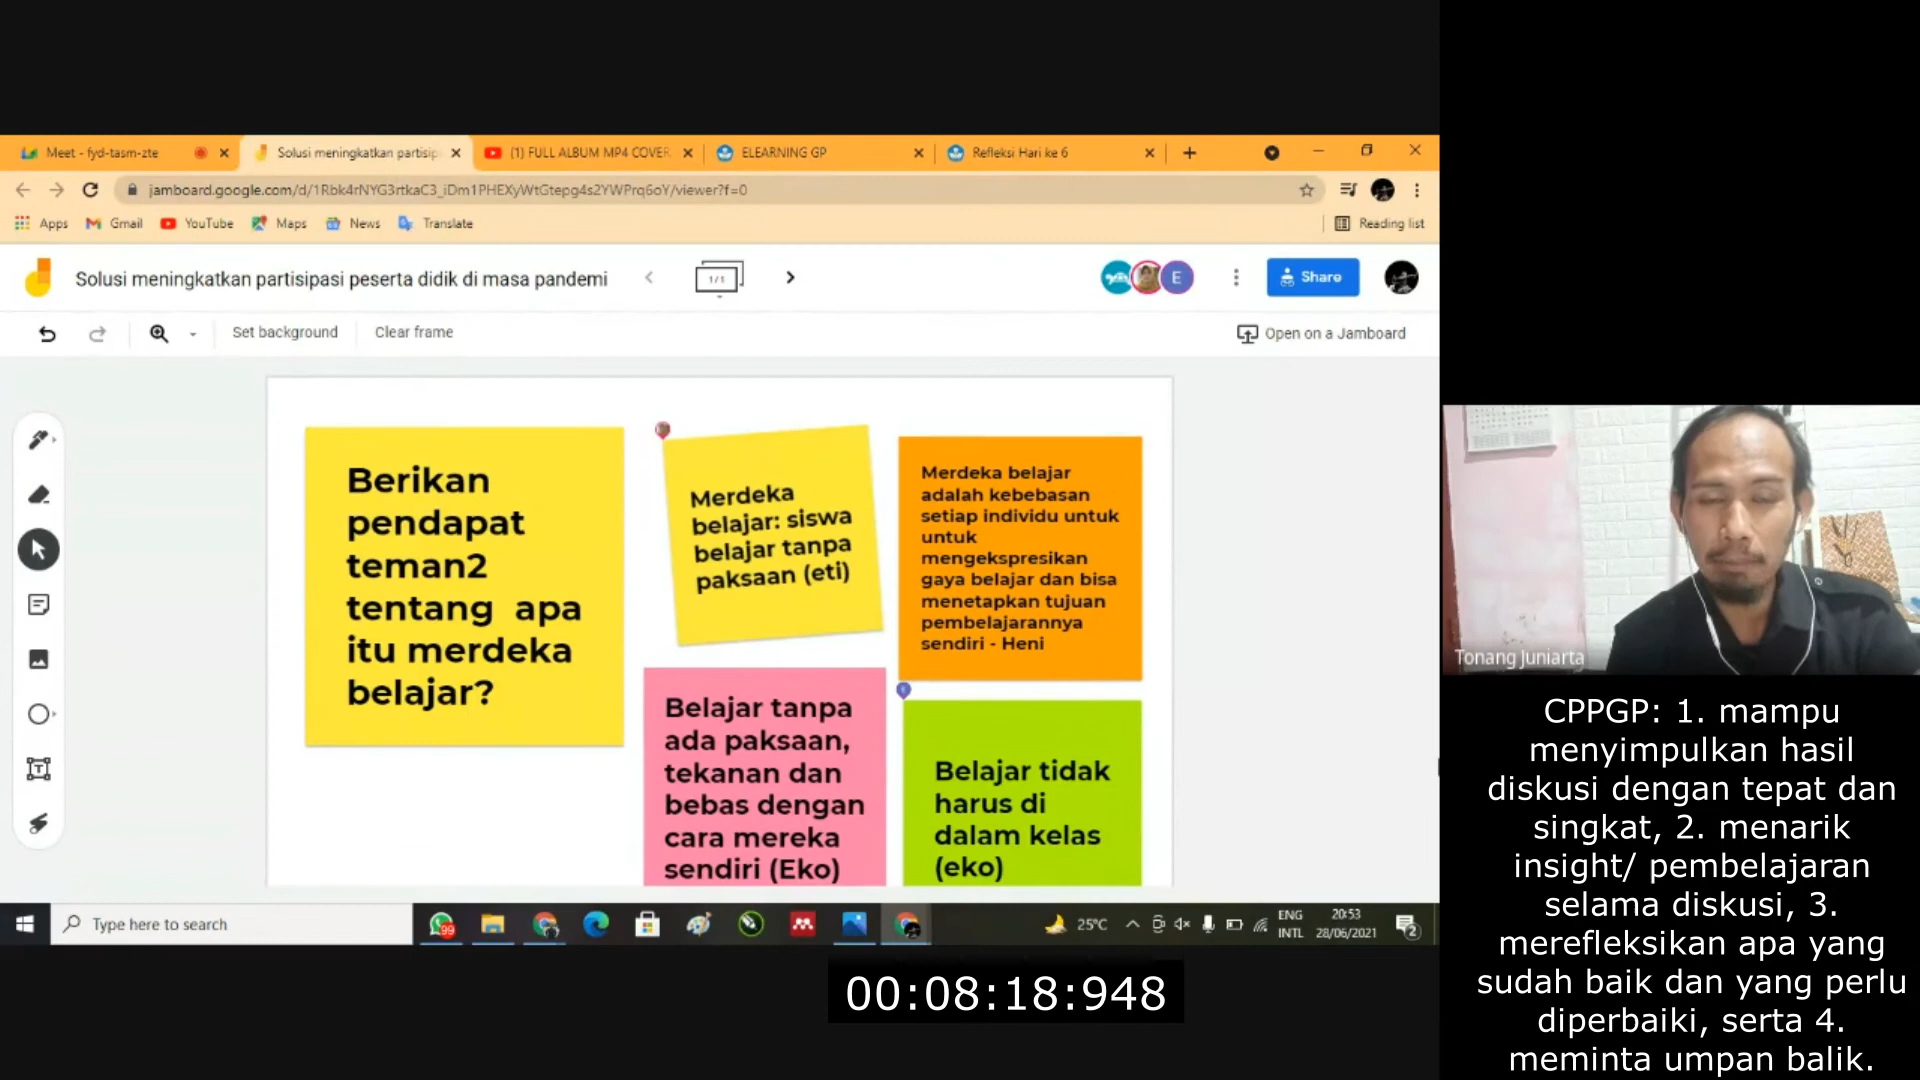 Meet - fyd-tasm-zte
Solusi meningkatkan partisip
(1) FULL ALBUM MP4 COVER
ELEARNING GP
Refleksi Hari ke 6
jamboard.google.com/d/1Rbk4rNYG3rtkaC3_iDm1PHEXyWtGtepg4s2YWPrq6oY/viewer?f=0
Apps
Gmail
YouTube
Maps
News
Translate
Reading list
Solusi meningkatkan partisipasi peserta didik di masa pandemi
1/1
E
Share
Set background
Clear frame
Open on a Jamboard
Berikan
pendapat
teman2
tentang apa
itu merdeka
belajar?
Merdeka
belajar: siswa
belajar tanpa
paksaan (eti)
Merdeka belajar
adalah kebebasan
setiap individu untuk
untuk
mengekspresikan
gaya belajar dan bisa
menetapkan tujuan
pembelajarannya
sendiri - Heni
Belajar tanpa
ada paksaan,
tekanan dan
bebas dengan
cara mereka
sendiri (Eko)
Belajar tidak
harus di
dalam kelas
(eko)
Tonang Juniarta
CPPGP: 1. mampu
menyimpulkan hasil
diskusi dengan tepat dan
singkat, 2. menarik
insight/ pembelajaran
selama diskusi, 3.
merefleksikan apa yang
sudah baik dan yang perlu
diperbaiki, serta 4.
meminta umpan balik.
Type here to search
99
25°C
ENG
INTL
20:53
28/06/2021
2
00:08:18:948